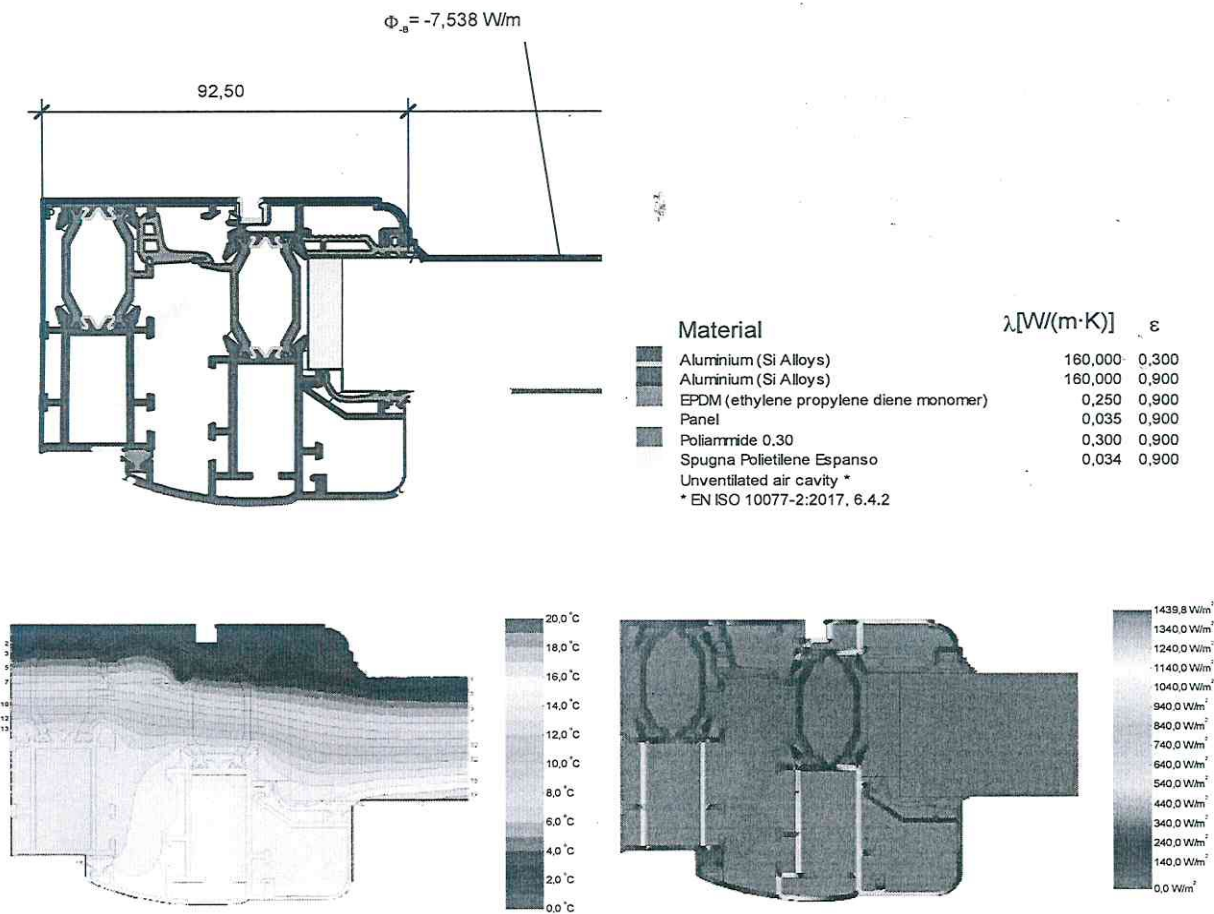 Φ-a= -7,538 W/m
92,50
Material λ[W/(m·K)] ε
Aluminium (Si Alloys) 160,000 0,300
Aluminium (Si Alloys) 160,000 0,900
EPDM (ethylene propylene diene monomer) 0,250 0,900
Panel 0,035 0,900
Poliammide 0.30 0,300 0,900
Spugna Polietilene Espanso 0,034 0,900
Unventilated air cavity *
* EN ISO 10077-2:2017, 6.4.2
20,0 °C
18,0 °C
16,0 °C
14,0 °C
12,0 °C
10,0 °C
8,0 °C
6,0 °C
4,0 °C
2,0 °C
0,0 °C
1439,8 W/m²
1340,0 W/m²
1240,0 W/m²
1140,0 W/m²
1040,0 W/m²
940,0 W/m²
840,0 W/m²
740,0 W/m²
640,0 W/m²
540,0 W/m²
440,0 W/m²
340,0 W/m²
240,0 W/m²
140,0 W/m²
0,0 W/m²